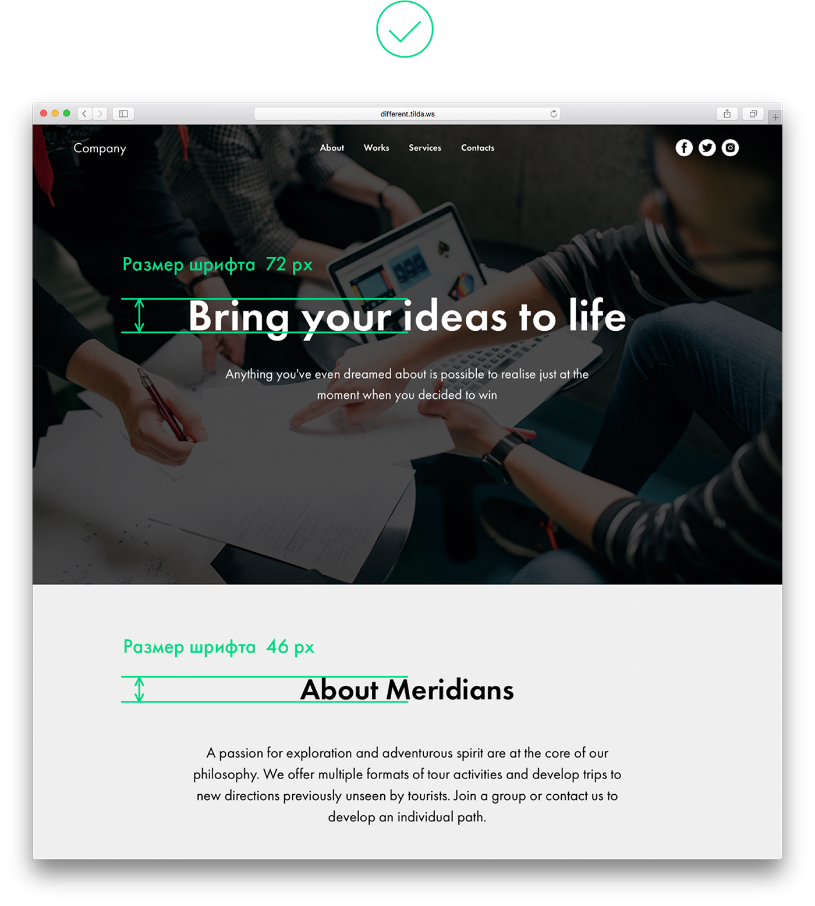 different.tilda.ws
Company
About Works Services Contacts
Размер шрифта 72 px
Bring your ideas to life
Anything you've even dreamed about is possible to realise just at the
moment when you decided to win
Размер шрифта 46 px
About Meridians
A passion for exploration and adventurous spirit are at the core of our
philosophy. We offer multiple formats of tour activities and develop trips to
new directions previously unseen by tourists. Join a group or contact us to
develop an individual path.